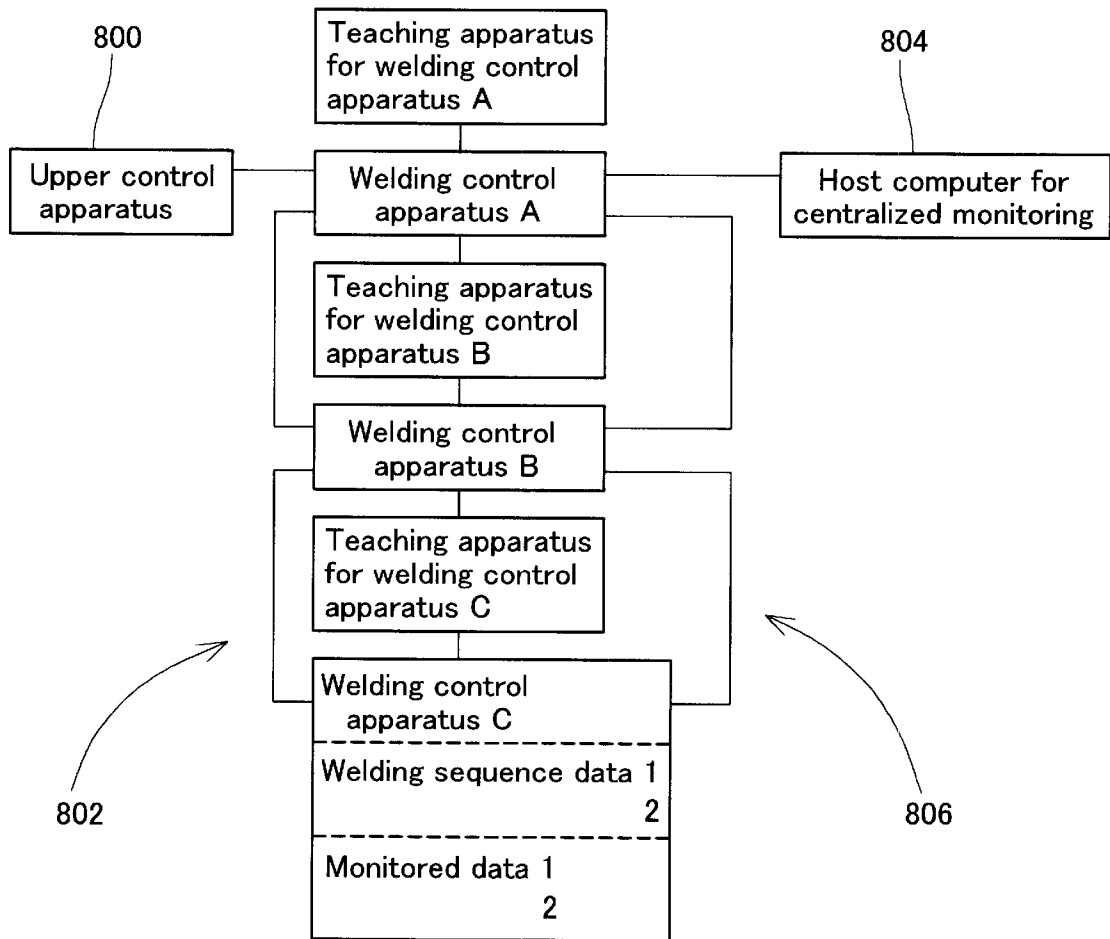 800
Teaching apparatus
for welding control
apparatus A
804
Upper control
apparatus
Welding control
apparatus A
Host computer for
centralized monitoring
Teaching apparatus
for welding control
apparatus B
Welding control
apparatus B
Teaching apparatus
for welding control
apparatus C
Welding control
apparatus C
Welding sequence data 1
2
Monitored data 1
2
802
806